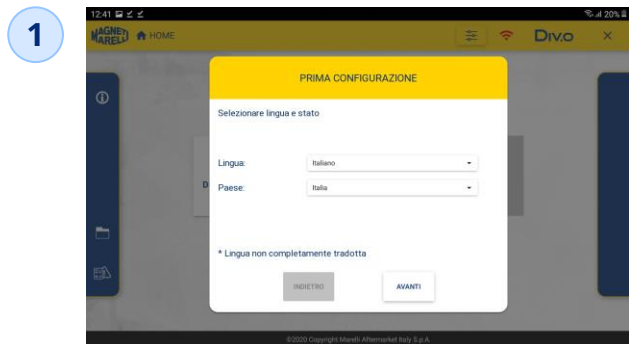 1
12:41
20%
MAGNETI
MARELLI
HOME
DIV.O
PRIMA CONFIGURAZIONE
Selezionare lingua e stato
Lingua:
Italiano
Paese:
Italia
D
* Lingua non completamente tradotta
INDIETRO
AVANTI
©2020 Copyright Marelli Aftermarket Italy S.p.A.